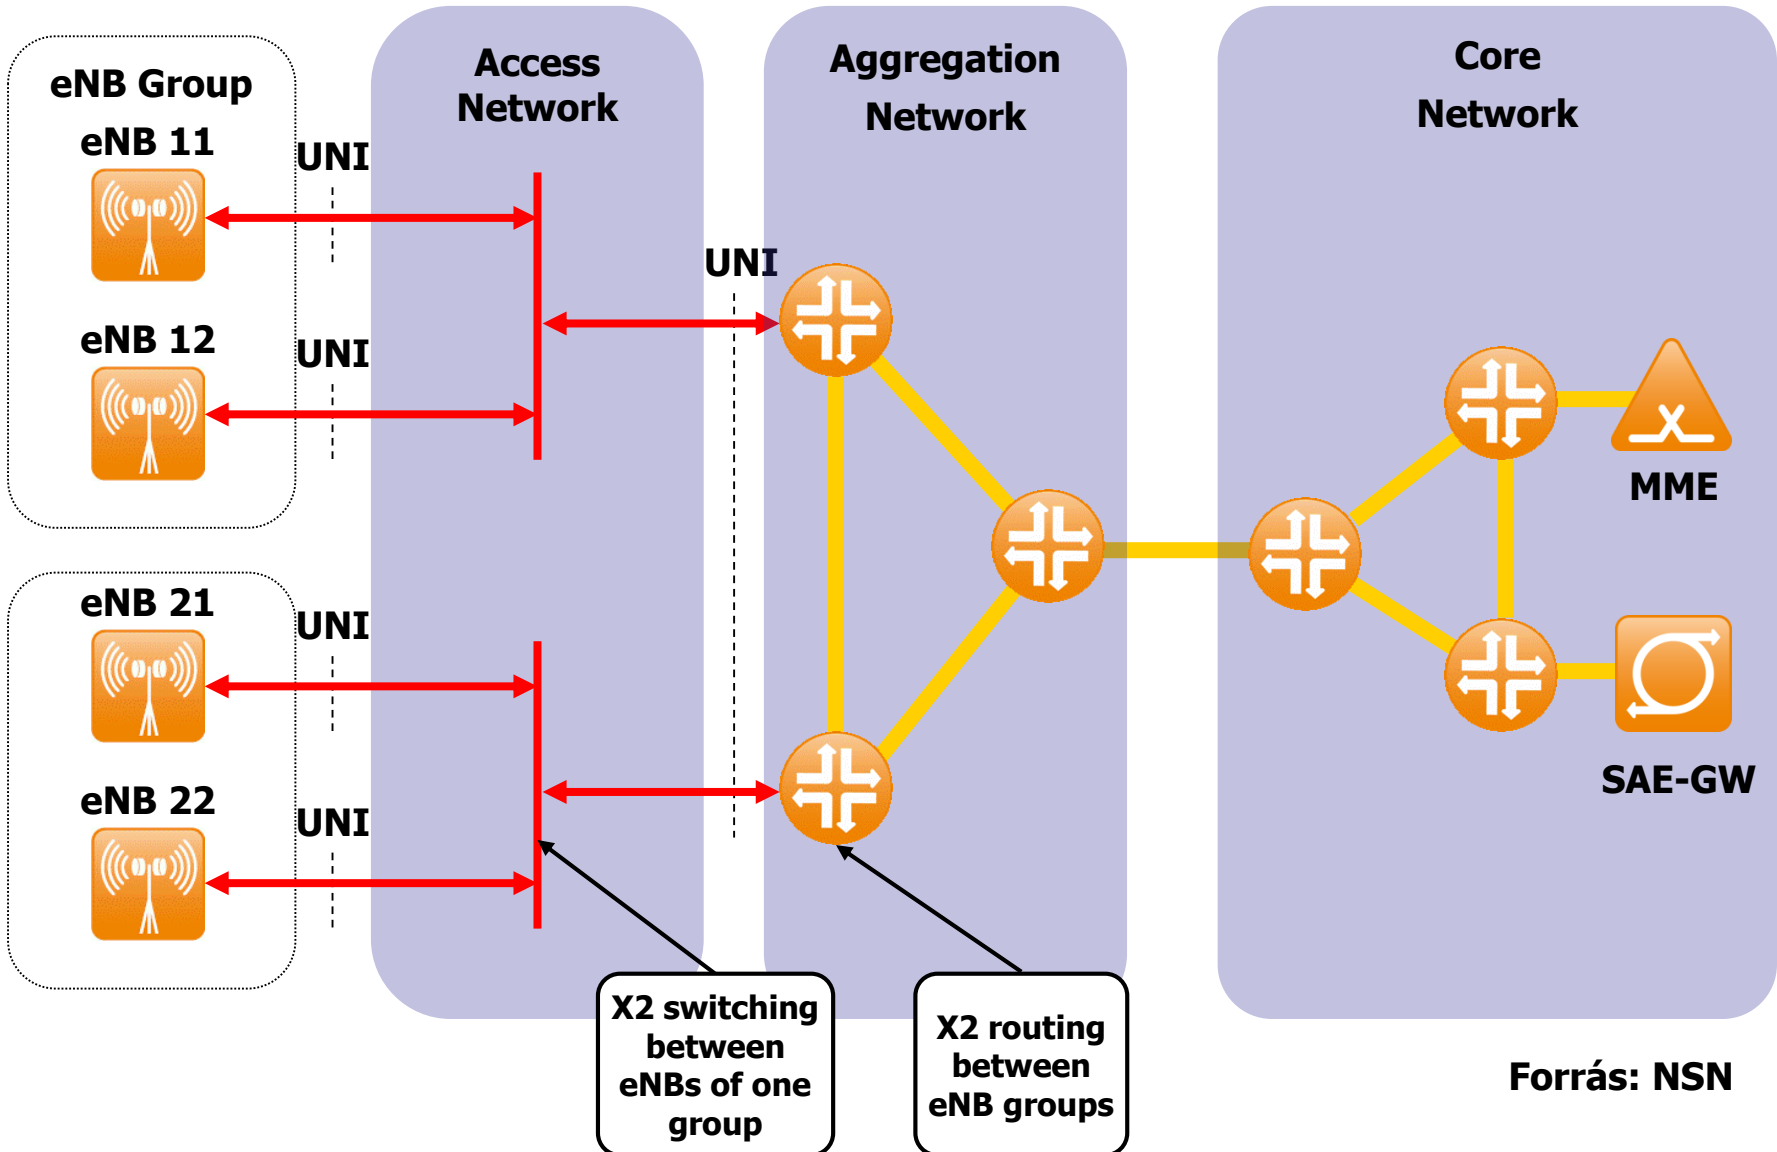 eNB Group
eNB 11
UNI
eNB 12
UNI
eNB 21
UNI
eNB 22
UNI
Access
Network
UNI
Aggregation
Network
Core
Network
MME
SAE-GW
X2 switching
between
eNBs of one
group
X2 routing
between
eNB groups
Forrás: NSN